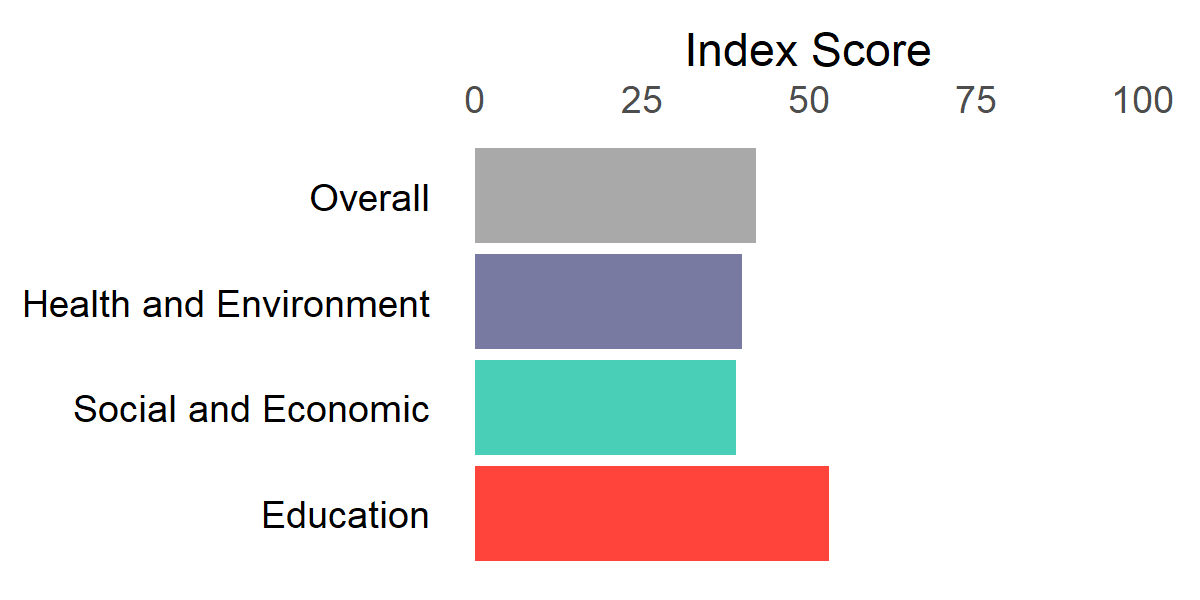 Index Score
0 25 50 75 100
Overall
Health and Environment
Social and Economic
Education